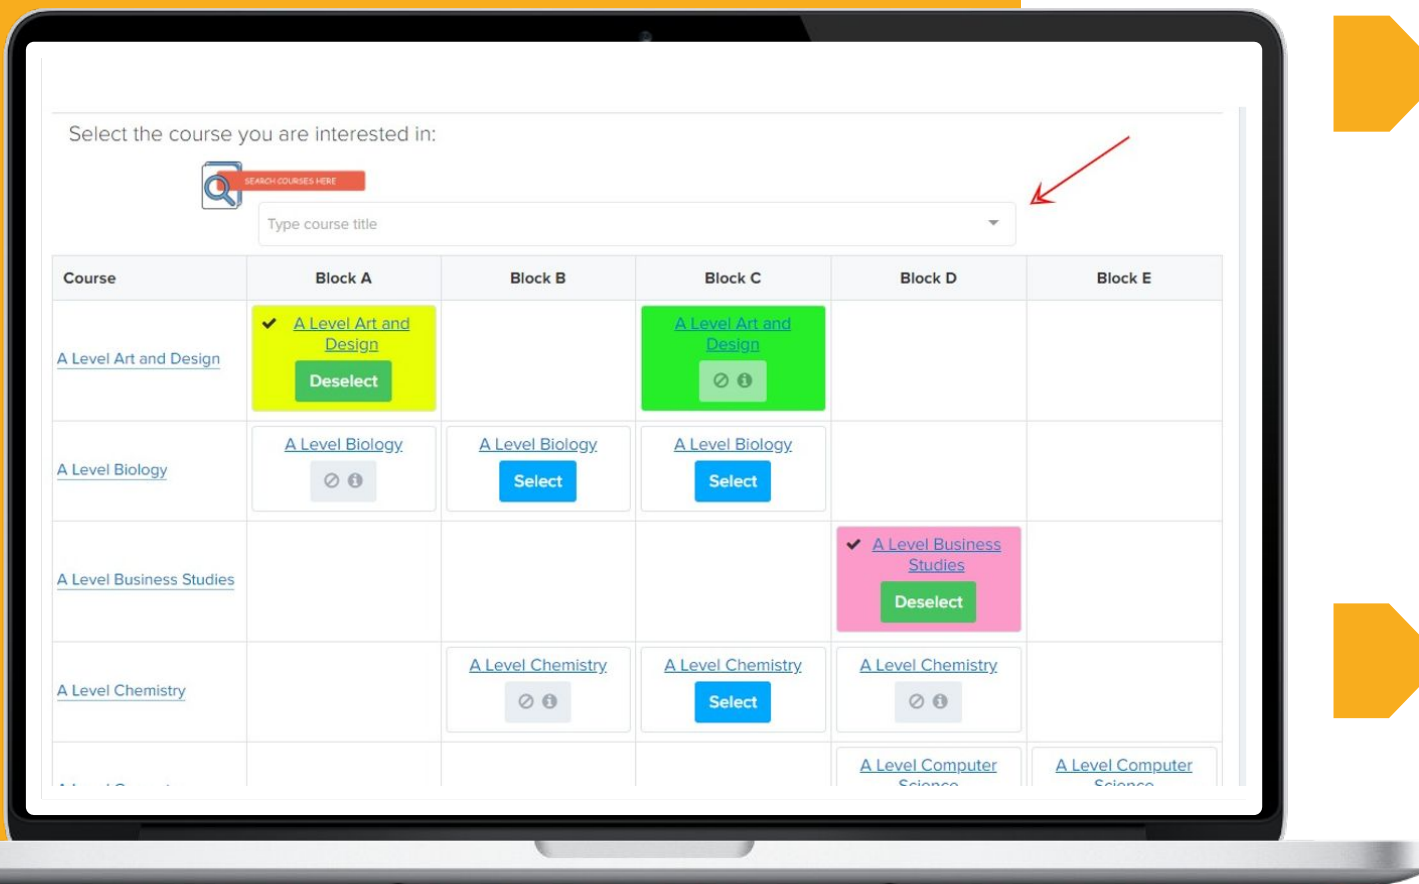 Select the course you are interested in:
SEARCH COURSES HERE
Type course title
Course Block A Block B Block C Block D Block E
A Level Art and Design
A Level Art and
Design
Deselect
A Level Art and
Design
A Level Biology
A Level Biology
A Level Biology
Select
A Level Biology
Select
A Level Business Studies
A Level Business
Studies
Deselect
A Level Chemistry
A Level Chemistry
A Level Chemistry
Select
A Level Chemistry
A Level Computer
Science
A Level Computer
Science